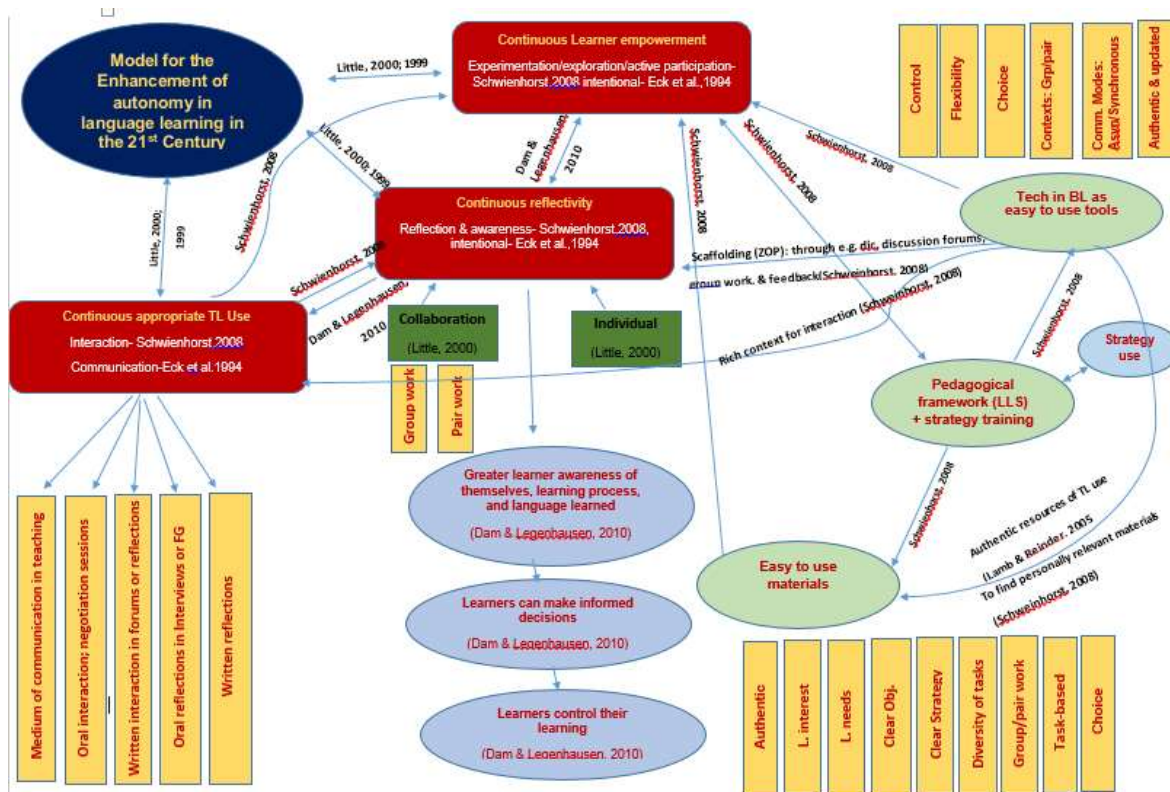 Model for the
Enhancement of
autonomy in
language learning in
the 21st Century
Little, 2000; 1999
Continuous Learner empowerment
Experimentation/exploration/active participation-
Schwienhorst.2008 intentional- Eck et al.,1994
Control
Flexibility
Choice
Contexts: Grp/pair
Comm. Modes:
Asyn/Synchronous
Authentic & updated
Schwienhorst, 2008
Little, 2000; 1999
Dam &
Legenhausen,
2010
Schwienhorst, 2008
Schwienhorst, 2008
Schwienhorst, 2008
Little, 2000;
1999
Continuous reflectivity
Reflection & awareness- Schwienhorst.2008,
intentional- Eck et al.,1994
Tech in BL as
easy to use tools
Scaffolding (ZOP): through e.g. dic, discussion forums,
group work. & feedback(Schweinhorst. 2008)
Schwienhorst, 2008
Dam & Legenhausen,
2010
Continuous appropriate TL Use
Interaction- Schwienhorst.2008
Communication-Eck et al.1994
Collaboration
(Little, 2000)
Individual
(Little, 2000)
Rich context for interaction (Schweinhorst, 2008)
Schwienhorst, 2008
Strategy
use
Group work
Pair work
Pedagogical
framework (LLS)
+ strategy training
Greater learner awareness of
themselves, learning process,
and language learned
(Dam & Legenhausen, 2010)
Schwienhorst, 2008
Authentic resources of TL use
(Lamb & Reinder. 2005
To find personally relevant materials
(Schweinhorst, 2008)
Easy to use
materials
Medium of communication in teaching
Oral interaction; negotiation sessions
Written interaction in forums or reflections
Oral reflections in Interviews or FG
Written reflections
Learners can make informed
decisions
(Dam & Legenhausen, 2010)
Learners control their
learning
(Dam & Legenhausen. 2010)
Authentic
L. interest
L. needs
Clear Obj.
Clear Strategy
Diversity of tasks
Group/pair work
Task-based
Choice